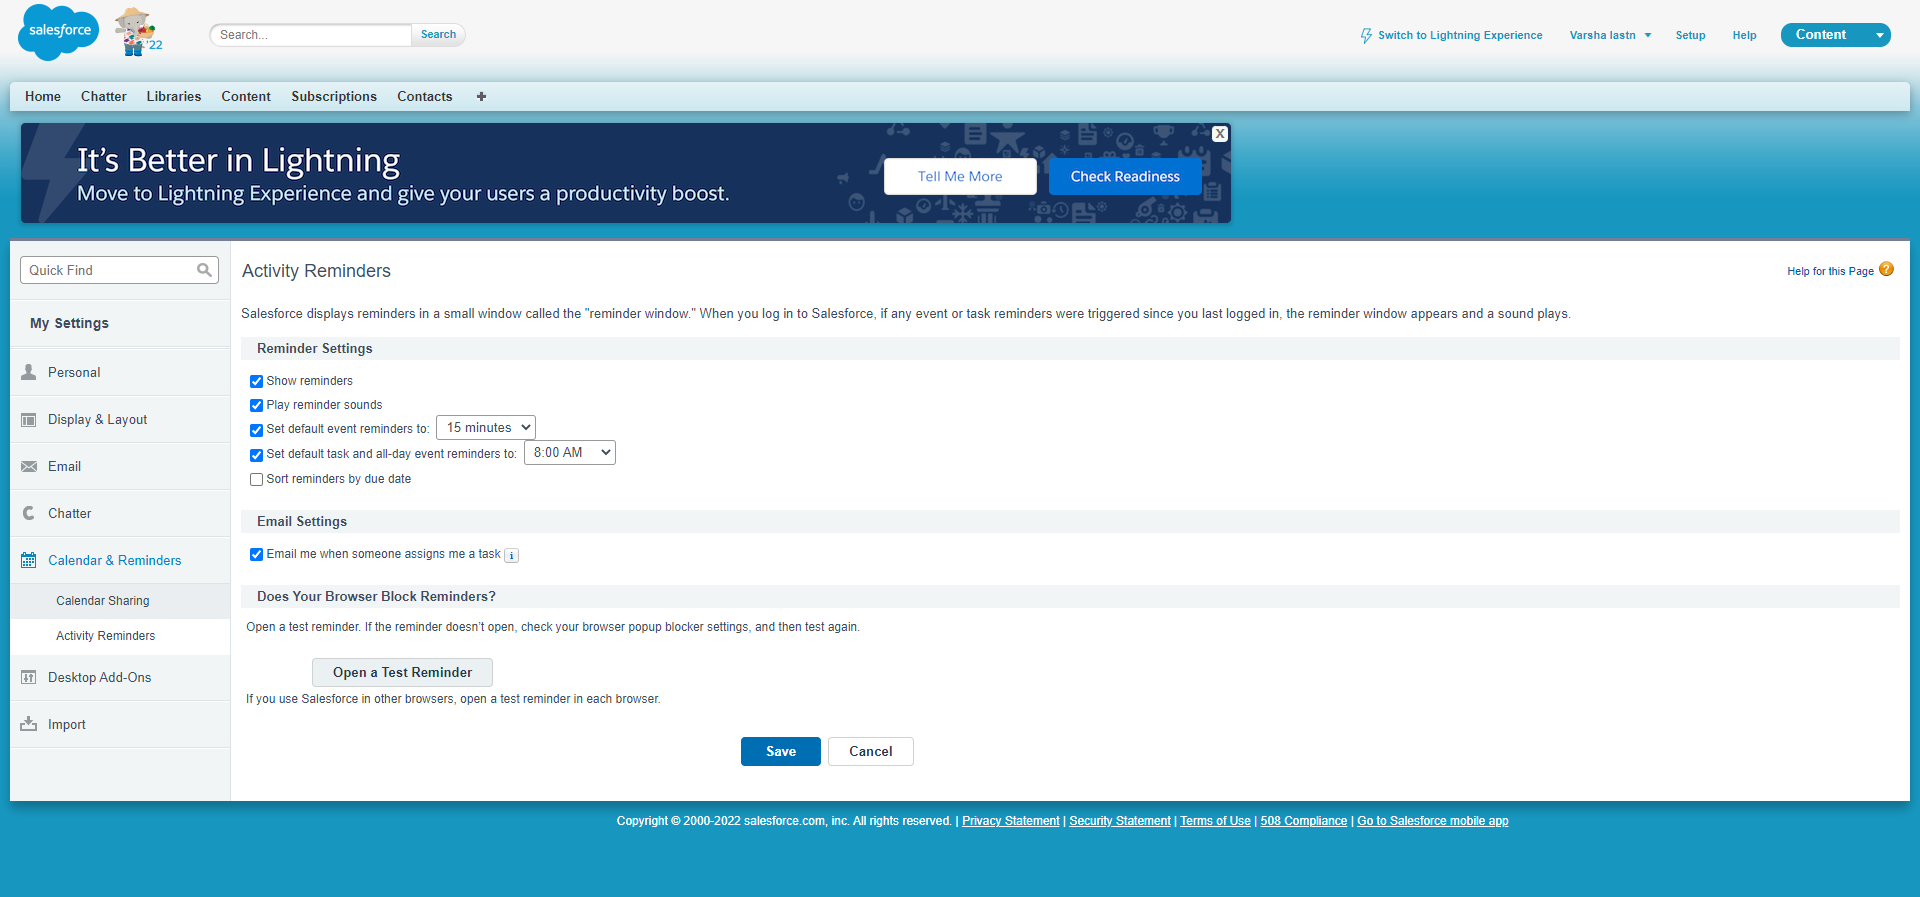 salesforce
'22
Search...
Search
Switch to Lightning Experience
Varsha lastn
Setup
Help
Content
Home
Chatter
Libraries
Content
Subscriptions
Contacts
+
It's Better in Lightning
Move to Lightning Experience and give your users a productivity boost.
Tell Me More
Check Readiness
X
Quick Find
My Settings
Personal
Display & Layout
Email
Chatter
Calendar & Reminders
Calendar Sharing
Activity Reminders
Desktop Add-Ons
Import
Activity Reminders
Help for this Page ?
Salesforce displays reminders in a small window called the "reminder window." When you log in to Salesforce, if any event or task reminders were triggered since you last logged in, the reminder window appears and a sound plays.
Reminder Settings
Show reminders
Play reminder sounds
Set default event reminders to: 15 minutes
Set default task and all-day event reminders to: 8:00 AM
Sort reminders by due date
Email Settings
Email me when someone assigns me a task i
Does Your Browser Block Reminders?
Open a test reminder. If the reminder doesn't open, check your browser popup blocker settings, and then test again.
Open a Test Reminder
If you use Salesforce in other browsers, open a test reminder in each browser.
Save
Cancel
Copyright © 2000-2022 salesforce.com, inc. All rights reserved. | Privacy Statement | Security Statement | Terms of Use | 508 Compliance | Go to Salesforce mobile app